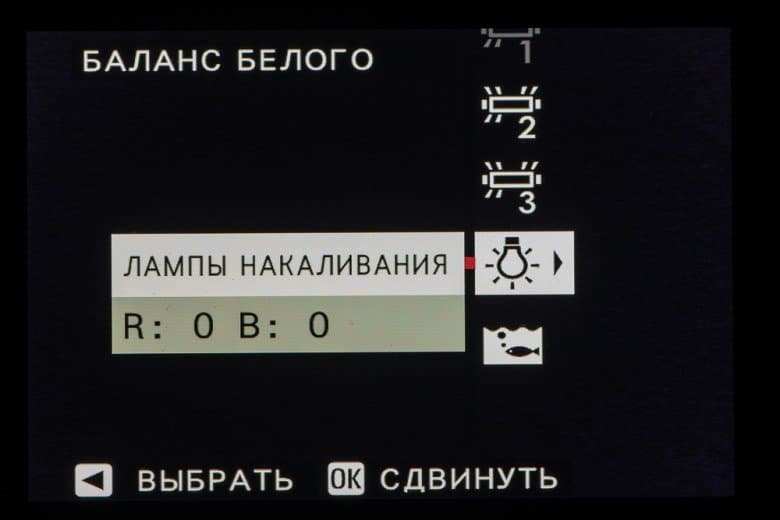 БАЛАНС БЕЛОГО
1
2
3
ЛАМПЫ НАКАЛИВАНИЯ
R: 0 B: 0
ВЫБРАТЬ OK СДВИНУТЬ